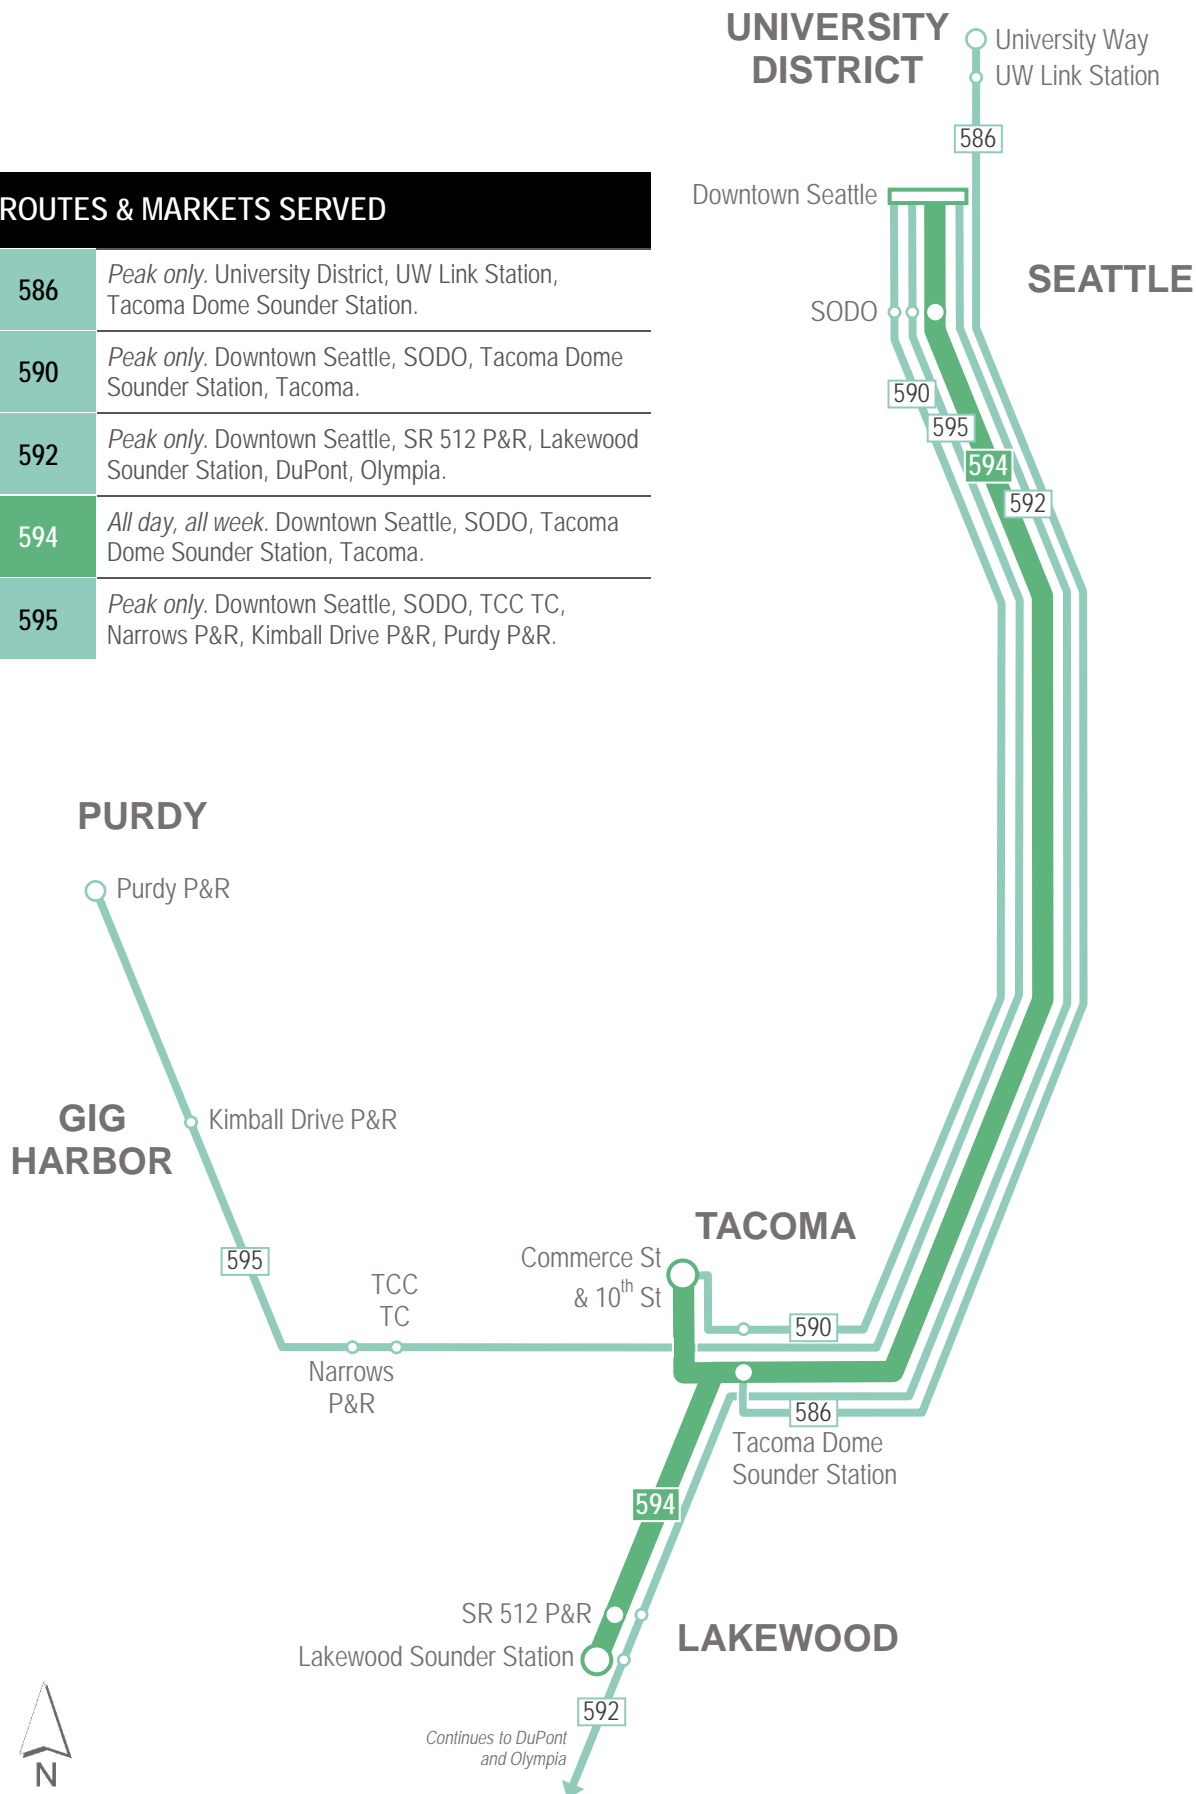 UNIVERSITY
DISTRICT
University Way
UW Link Station
586
Downtown Seattle
SEATTLE
SODO
590
595
594
592
ROUTES & MARKETS SERVED
586
Peak only. University District, UW Link Station,
Tacoma Dome Sounder Station.
590
Peak only. Downtown Seattle, SODO, Tacoma Dome
Sounder Station, Tacoma.
592
Peak only. Downtown Seattle, SR 512 P&R, Lakewood
Sounder Station, DuPont, Olympia.
594
All day, all week. Downtown Seattle, SODO, Tacoma
Dome Sounder Station, Tacoma.
595
Peak only. Downtown Seattle, SODO, TCC TC,
Narrows P&R, Kimball Drive P&R, Purdy P&R.
PURDY
Purdy P&R
GIG
HARBOR
Kimball Drive P&R
595
TCC
TC
Narrows
P&R
TACOMA
Commerce St
& 10th St
590
586
Tacoma Dome
Sounder Station
594
SR 512 P&R
Lakewood Sounder Station
LAKEWOOD
592
Continues to DuPont
and Olympia
N